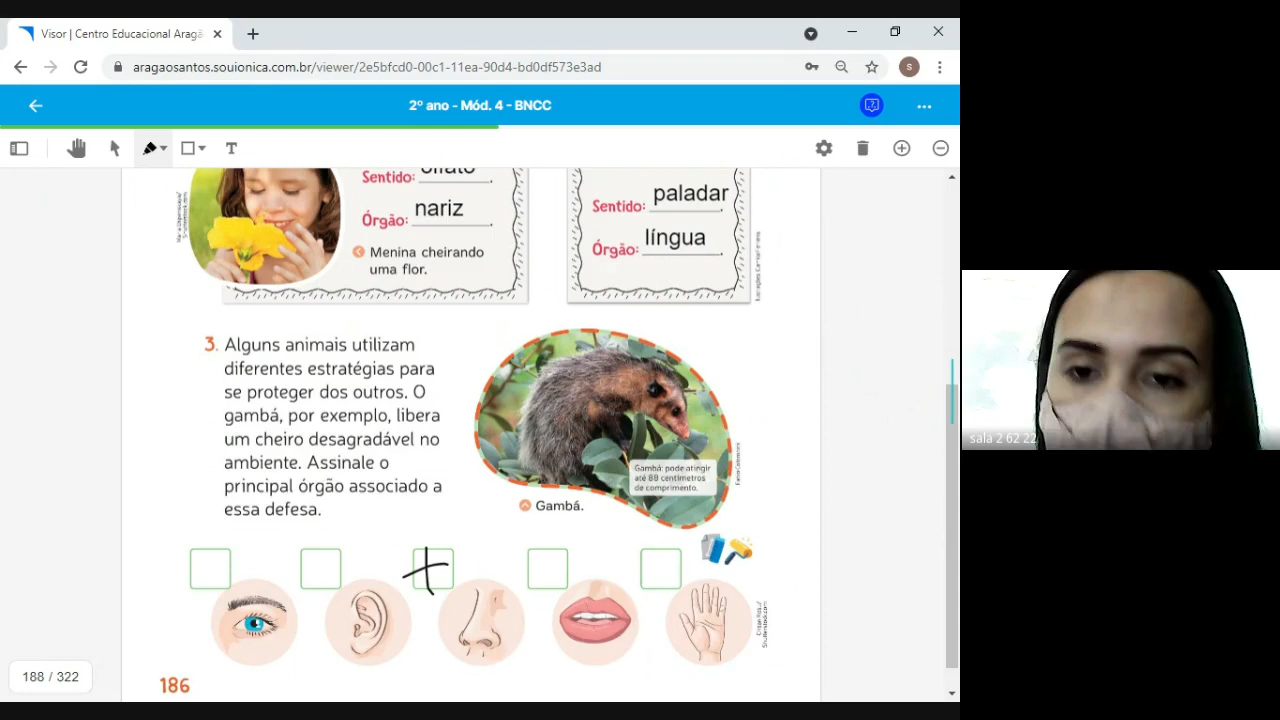 Visor | Centro Educacional Aragã
aragaosantos.souionica.com.br/viewer/2e5bfcd0-00c1-11ea-90d4-bd0df573e3ad
s
2º ano - Mód. 4 - BNCC
T
Sentido: olfato.
Órgão: nariz.
Menina cheirando
uma flor.
Sentido: paladar.
Órgão: língua.
3. Alguns animais utilizam
diferentes estratégias para
se proteger dos outros. O
gambá, por exemplo, libera
um cheiro desagradável no
ambiente. Assinale o
principal órgão associado a
essa defesa.
Gambá: pode atingir
até 88 centímetros
de comprimento.
Gambá.
Shutterstock.com
188 / 322
186
sala 2 62 22